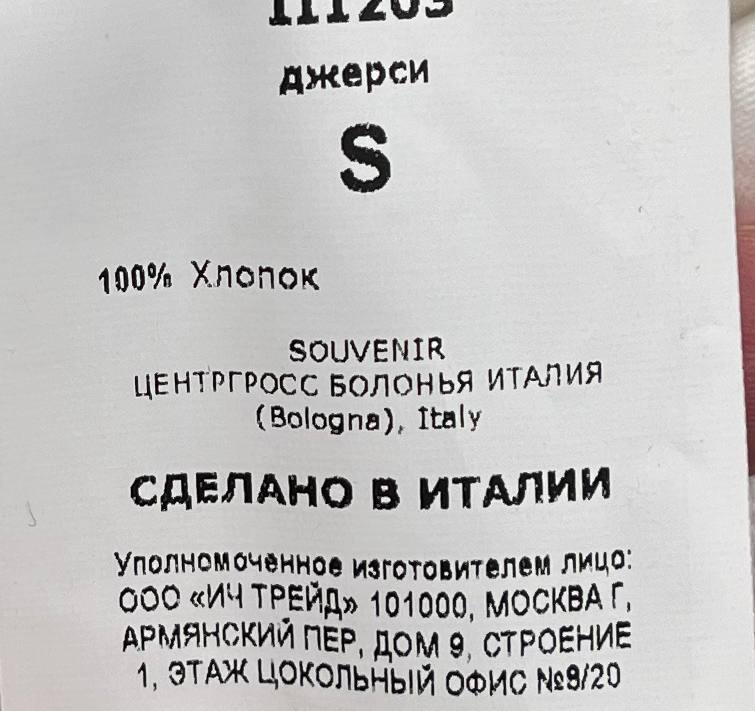 111203
джерси
S
100% Хлопок
SOUVENIR
ЦЕНТРГРОСС БОЛОНЬЯ ИТАЛИЯ
(Bologna), Italy
СДЕЛАНО В ИТАЛИИ
Уполномоченное изготовителем лицо:
ООО «ИЧ ТРЕЙД» 101000, МОСКВА Г,
АРМЯНСКИЙ ПЕР, ДОМ 9, СТРОЕНИЕ
1, ЭТАЖ ЦОКОЛЬНЫЙ ОФИС №9/20